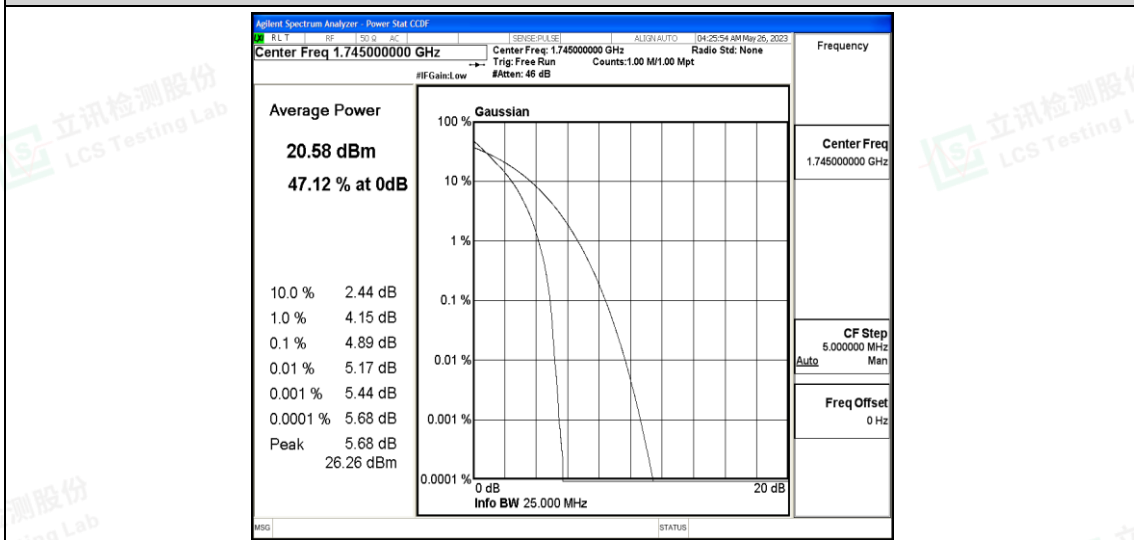 Agilent Spectrum Analyzer - Power Stat CCDF
RL T RF 50 Ω AC SENSE:PULSE ALIGN AUTO 04:25:54 AM May 26, 2023
Center Freq 1.745000000 GHz
Center Freq: 1.745000000 GHz Radio Std: None
Trig: Free Run Counts:1.00 M/1.00 Mpt
#IFGain:Low #Atten: 46 dB
Frequency
Average Power
20.58 dBm
47.12 % at 0dB
10.0 % 2.44 dB
1.0 % 4.15 dB
0.1 % 4.89 dB
0.01 % 5.17 dB
0.001 % 5.44 dB
0.0001 % 5.68 dB
Peak 5.68 dB
26.26 dBm
Gaussian
100 %
10 %
1 %
0.1 %
0.01 %
0.001 %
0.0001 %
0 dB 20 dB
Info BW 25.000 MHz
Center Freq
1.745000000 GHz
CF Step
5.000000 MHz
Auto Man
Freq Offset
0 Hz
MSG STATUS
立讯检测股份
LCS Testing Lab
立讯检测股
LCS Testing L
测股份
ng Lab
立